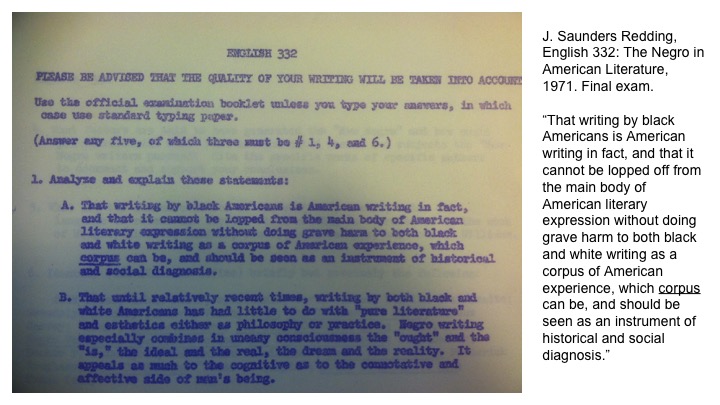 ENGLISH 332
PLEASE BE ADVISED THAT THE QUALITY OF YOUR WRITING WILL BE TAKEN INTO ACCOUNT
Use the official examination booklet unless you type your answers, in which
case use standard typing paper.
(Answer any five, of which three must be # 1, 4, and 6.)
1. Analyze and explain these statements:
A. That writing by black Americans is American writing in fact,
and that it cannot be lopped from the main body of American
literary expression without doing grave harm to both black
and white writing as a corpus of American experience, which
corpus can be, and should be seen as an instrument of historical
and social diagnosis.
B. That until relatively recent times, writing by both black and
white Americans has had little to do with "pure literature"
and esthetics either as philosophy or practice. Negro writing
especially combines in uneasy consciousness the "ought" and the
"is," the ideal and the real, the dream and the reality. It
appeals as much to the cognitive as to the connotative and
affective side of man's being.
J. Saunders Redding,
English 332: The Negro in
American Literature,
1971. Final exam.
“That writing by black
Americans is American
writing in fact, and that it
cannot be lopped off from
the main body of
American literary
expression without doing
grave harm to both black
and white writing as a
corpus of American
experience, which corpus
can be, and should be
seen as an instrument of
historical and social
diagnosis.”